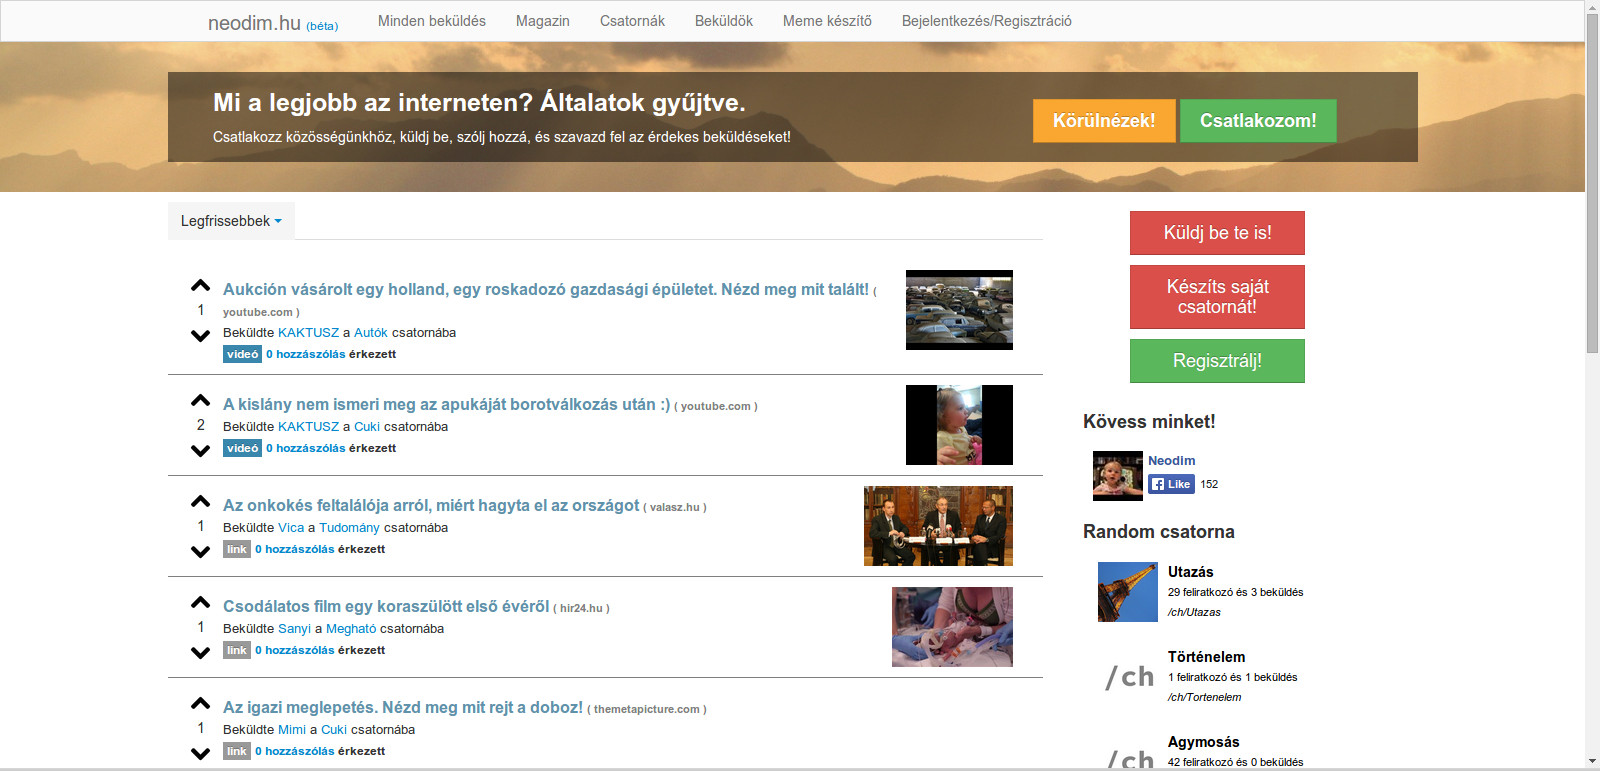 neodim.hu (béta) Minden beküldés Magazin Csatornák Beküldök Meme készítő Bejelentkezés/Regisztráció
Mi a legjobb az interneten? Általatok gyűjtve.
Csatlakozz közösségünkhöz, küldj be, szólj hozzá, és szavazd fel az érdekes beküldéseket!
Körülnézek! Csatlakozom!
Legfrissebbek
Aukción vásárolt egy holland, egy roskadozó gazdasági épületet. Nézd meg mit talált! (
youtube.com )
1
Beküldte KAKTUSZ a Autók csatornába
videó 0 hozzászólás érkezett
A kislány nem ismeri meg az apukáját borotválkozás után :) ( youtube.com )
2
Beküldte KAKTUSZ a Cuki csatornába
videó 0 hozzászólás érkezett
Az onkokés feltalálója arról, miért hagyta el az országot ( valasz.hu )
1
Beküldte Vica a Tudomány csatornába
link 0 hozzászólás érkezett
Csodálatos film egy koraszülött első évéről ( hir24.hu )
1
Beküldte Sanyi a Megható csatornába
link 0 hozzászólás érkezett
Az igazi meglepetés. Nézd meg mit rejt a doboz! ( themetapicture.com )
1
Beküldte Mimi a Cuki csatornába
link 0 hozzászólás érkezett
Küldj be te is!
Készíts saját
csatornát!
Regisztrálj!
Kövess minket!
Neodim
Like 152
Random csatorna
Utazás
29 feliratkozó és 3 beküldés
/ch/Utazas
/ch
Történelem
1 feliratkozó és 1 beküldés
/ch/Tortenelem
/ch
Agymosás
42 feliratkozó és 0 beküldés